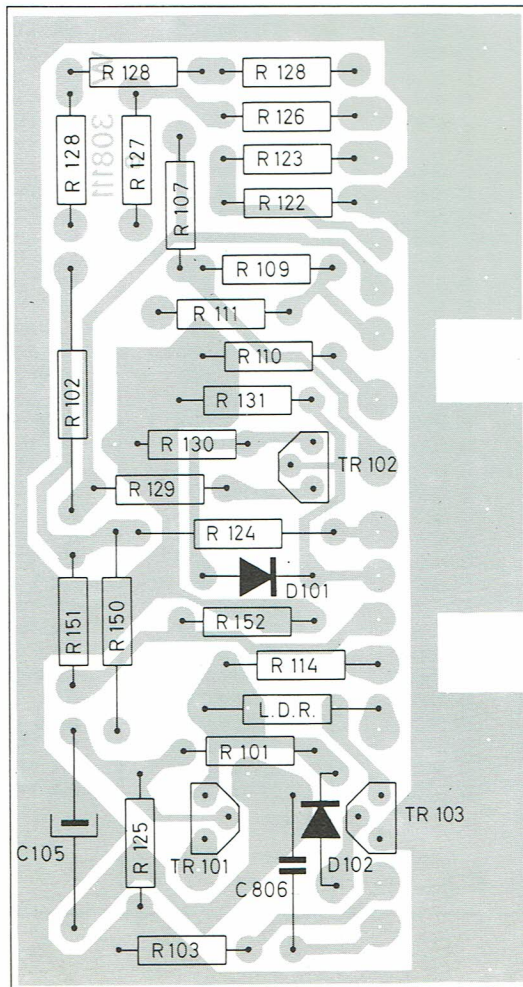 R 128
R 128
R 126
R 128
R 127
W 308111
R 123
R 107
R 122
R 109
R 111
R 110
R 102
R 131
R 130
TR 102
R 129
R 124
D101
R 151
R 150
R 152
R 114
L.D.R.
R 101
TR 103
C105
R 125
TR 101
D102
C 806
R 103